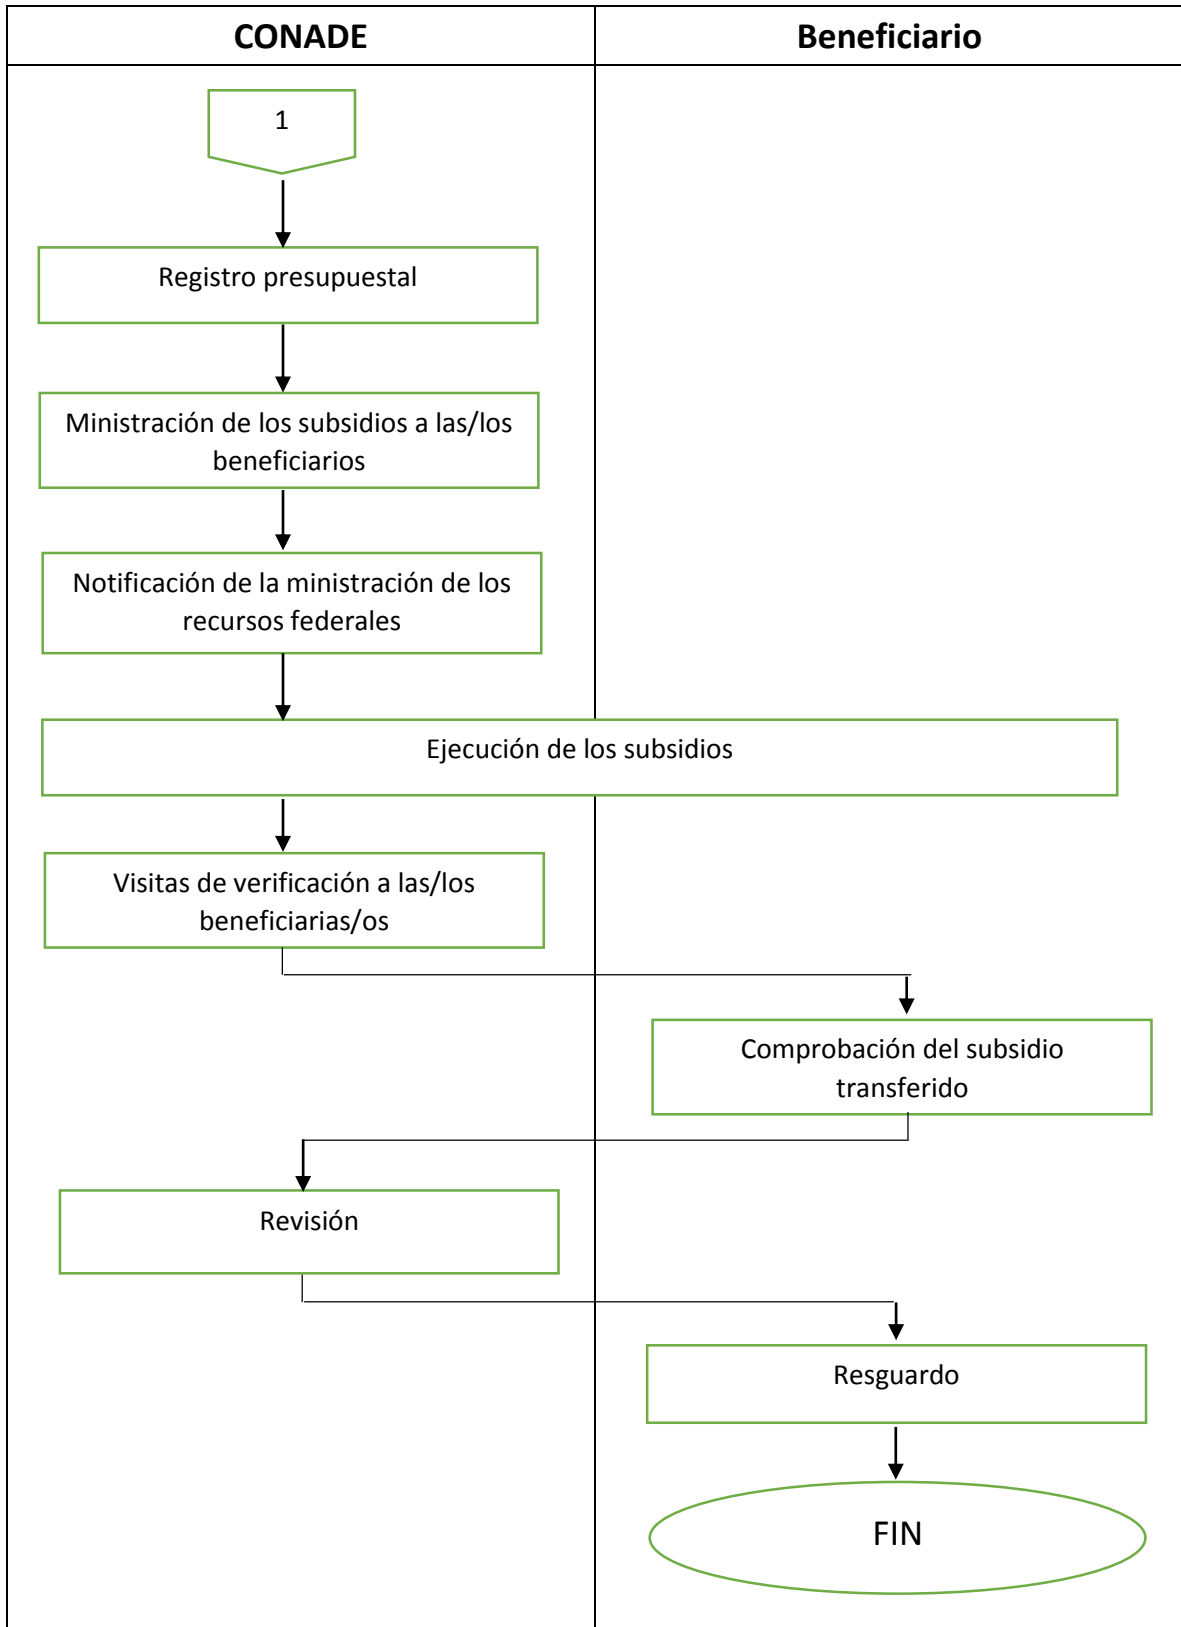 CONADE
Beneficiario
1
Registro presupuestal
Ministración de los subsidios a las/los
beneficiarios
Notificación de la ministración de los
recursos federales
Ejecución de los subsidios
Visitas de verificación a las/los
beneficiarias/os
Comprobación del subsidio
transferido
Revisión
Resguardo
FIN